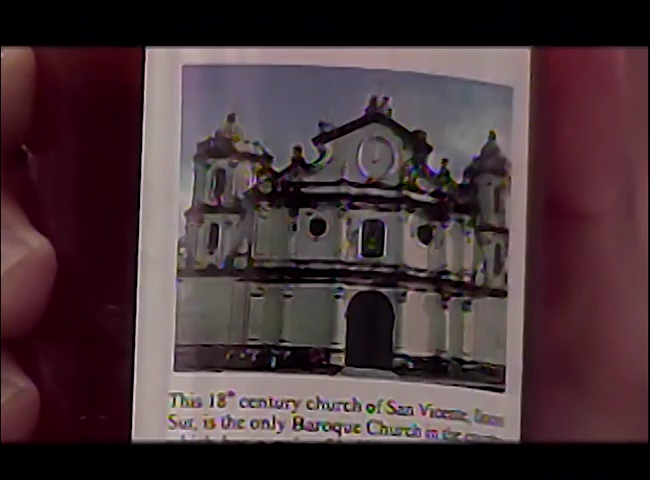 This 18th century church of San Vicente, Ilocos
Sur, is the only Baroque Church in the